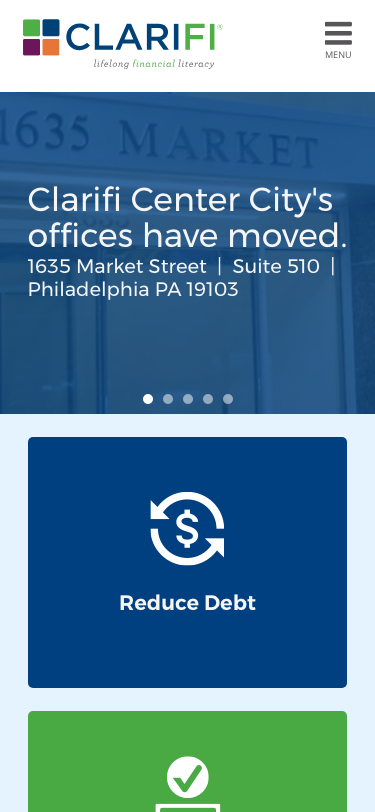 CLARIFI®
lifelong financial literacy
MENU
1635 MARKET
Clarifi Center City's
offices have moved.
1635 Market Street | Suite 510 |
Philadelphia PA 19103
$
Reduce Debt